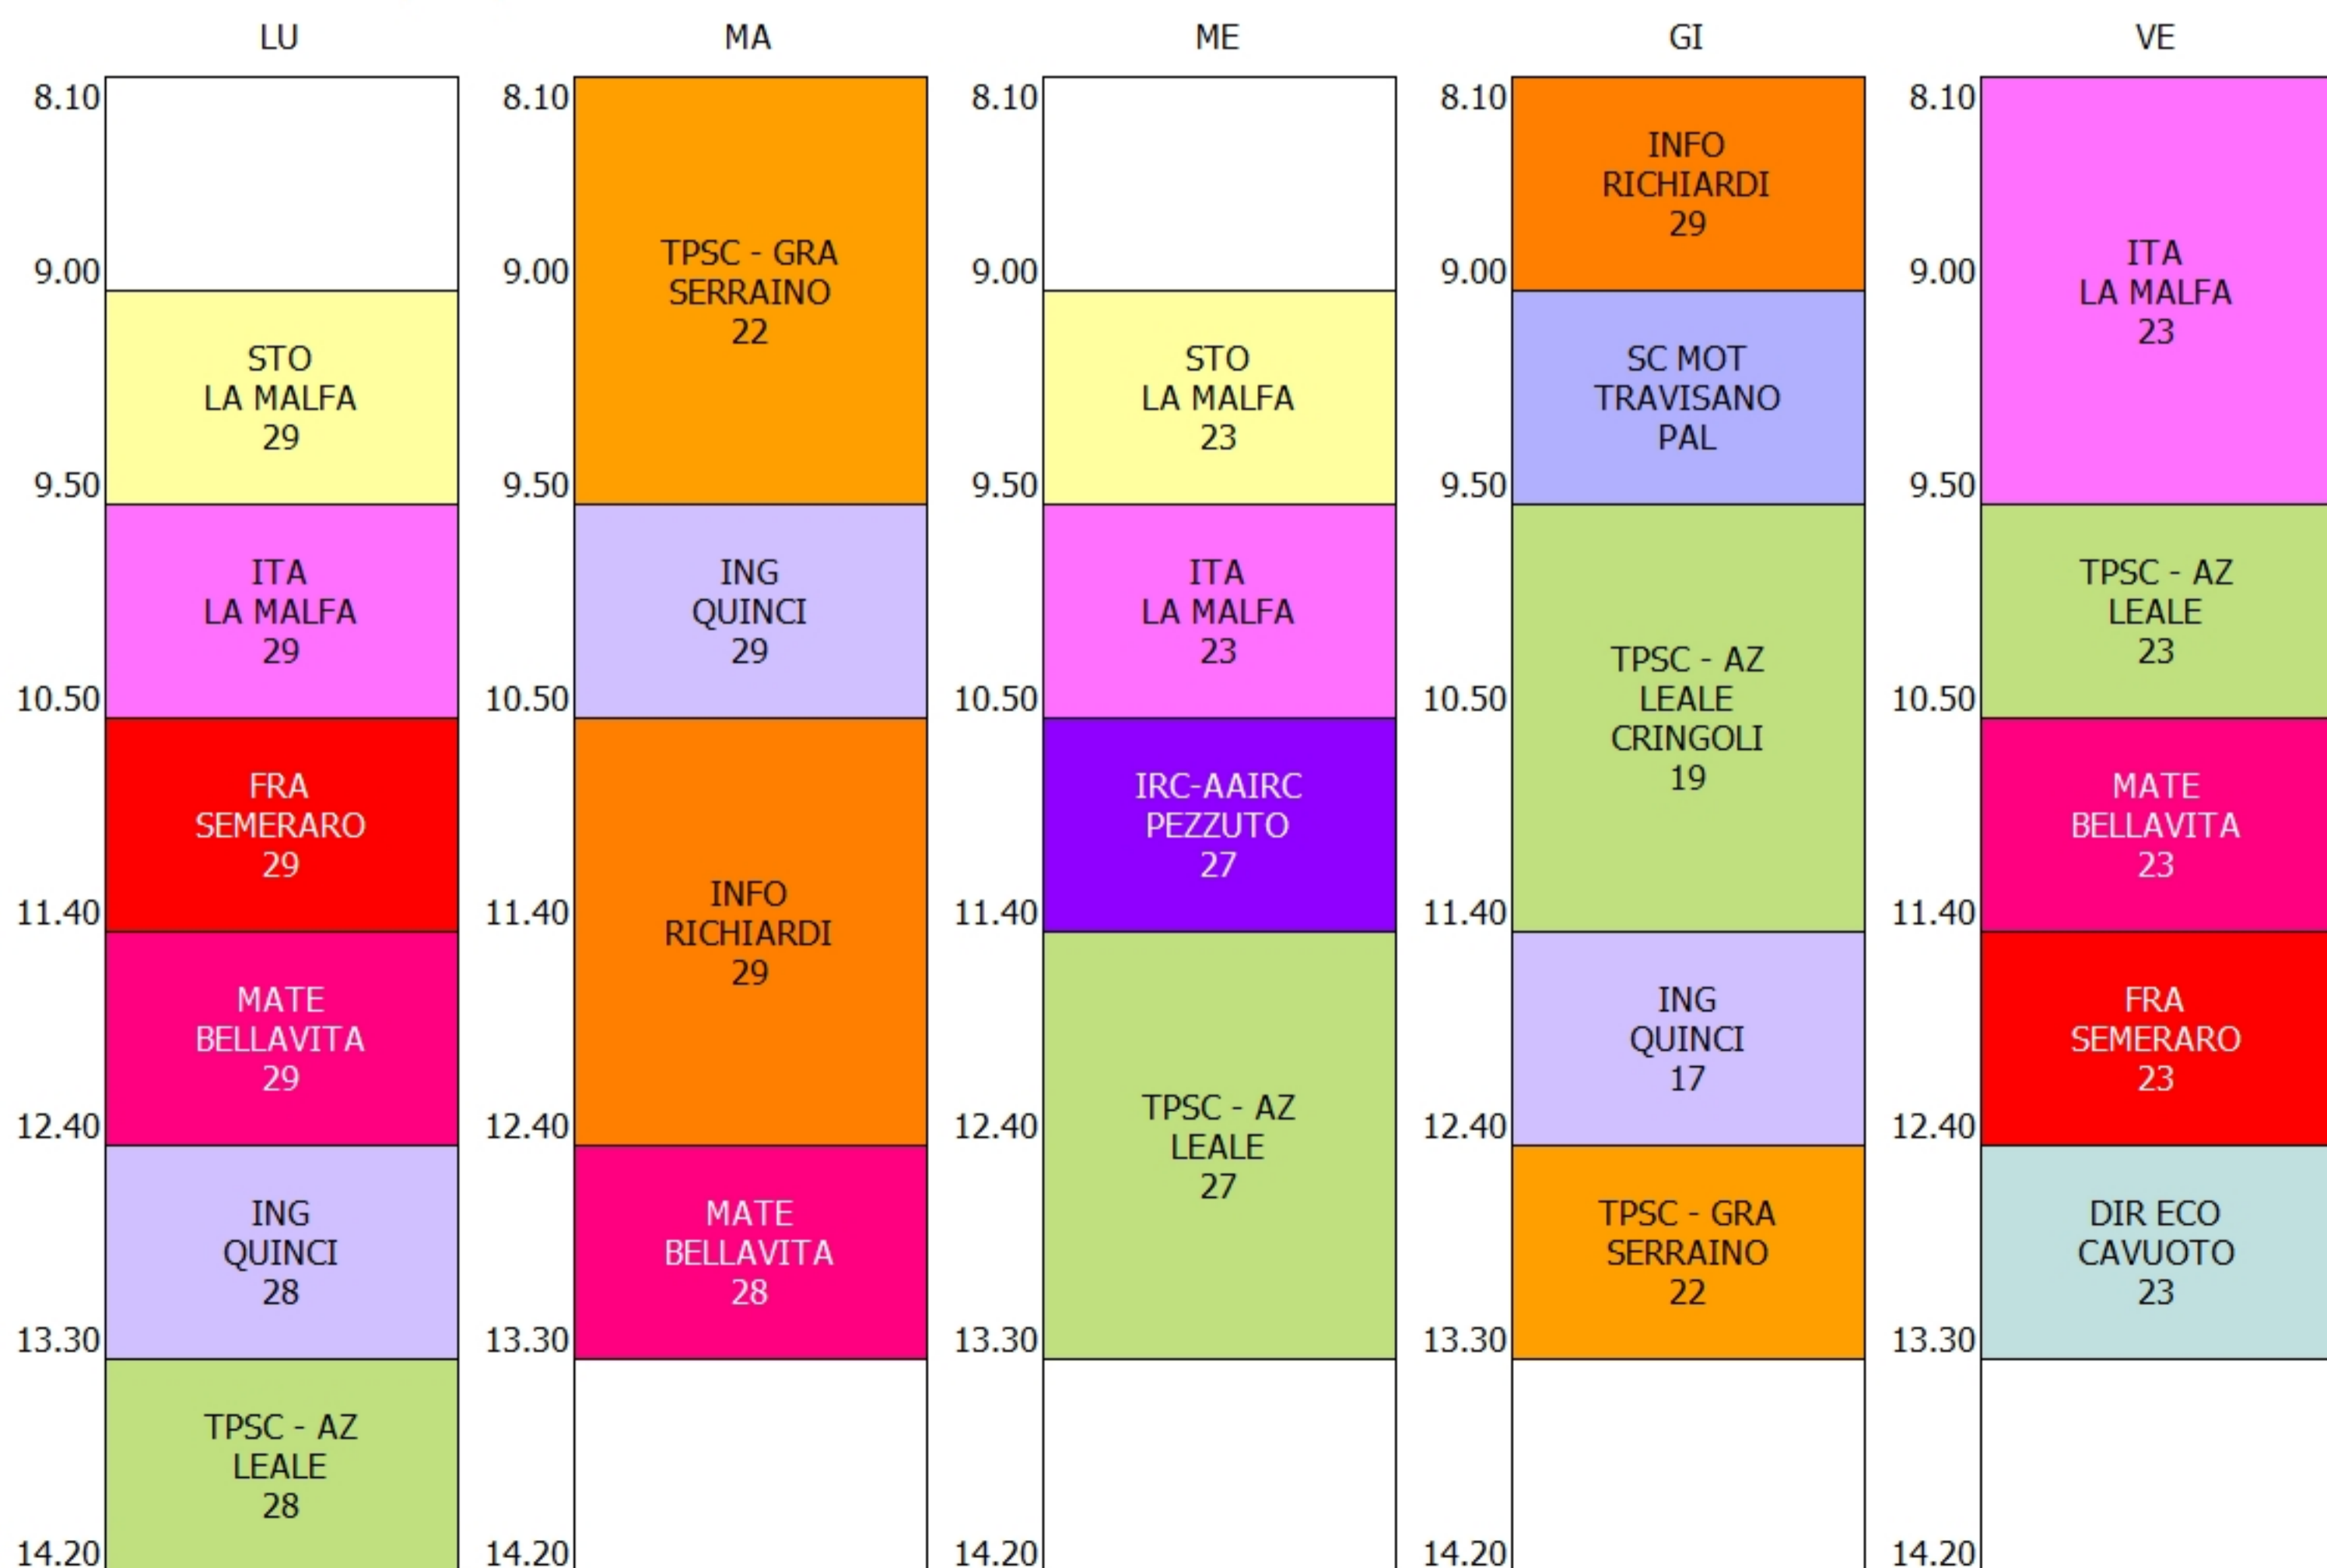 LU
8.10
9.00
STO
LA MALFA
29
9.50
ITA
LA MALFA
29
10.50
FRA
SEMERARO
29
11.40
MATE
BELLAVITA
29
12.40
ING
QUINCI
28
13.30
TPSC - AZ
LEALE
28
14.20
MA
8.10
TPSC - GRA
9.00
SERRAINO
22
9.50
ING
QUINCI
29
10.50
INFO
11.40
RICHIARDI
29
12.40
MATE
BELLAVITA
28
13.30
14.20
ME
8.10
9.00
STO
LA MALFA
23
9.50
ITA
LA MALFA
23
10.50
IRC-AAIRC
PEZZUTO
27
11.40
TPSC - AZ
12.40
LEALE
27
13.30
14.20
GI
8.10
INFO
RICHIARDI
29
9.00
SC MOT
TRAVISANO
PAL
9.50
TPSC - AZ
10.50
LEALE
CRINGOLI
19
11.40
ING
QUINCI
17
12.40
TPSC - GRA
SERRAINO
22
13.30
14.20
VE
8.10
ITA
9.00
LA MALFA
23
9.50
TPSC - AZ
LEALE
23
10.50
MATE
BELLAVITA
23
11.40
FRA
SEMERARO
23
12.40
DIR ECO
CAVUOTO
23
13.30
14.20